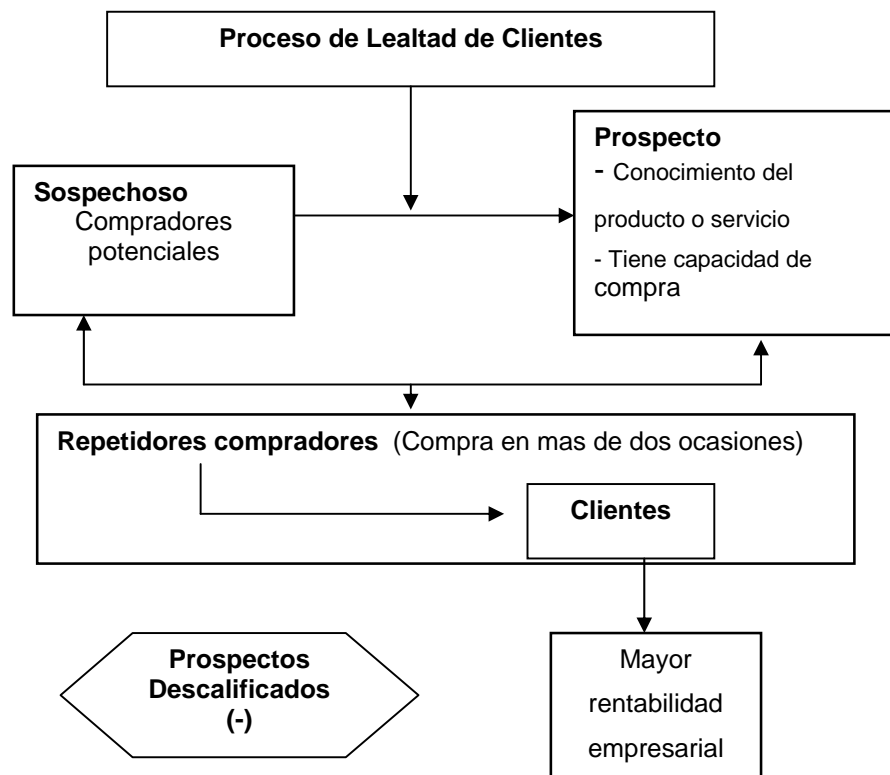 Proceso de Lealtad de Clientes
Sospechoso
Compradores
potenciales
Prospecto
- Conocimiento del
producto o servicio
- Tiene capacidad de
compra
Repetidores compradores (Compra en mas de dos ocasiones)
Clientes
Prospectos
Descalificados
(-)
Mayor
rentabilidad
empresarial